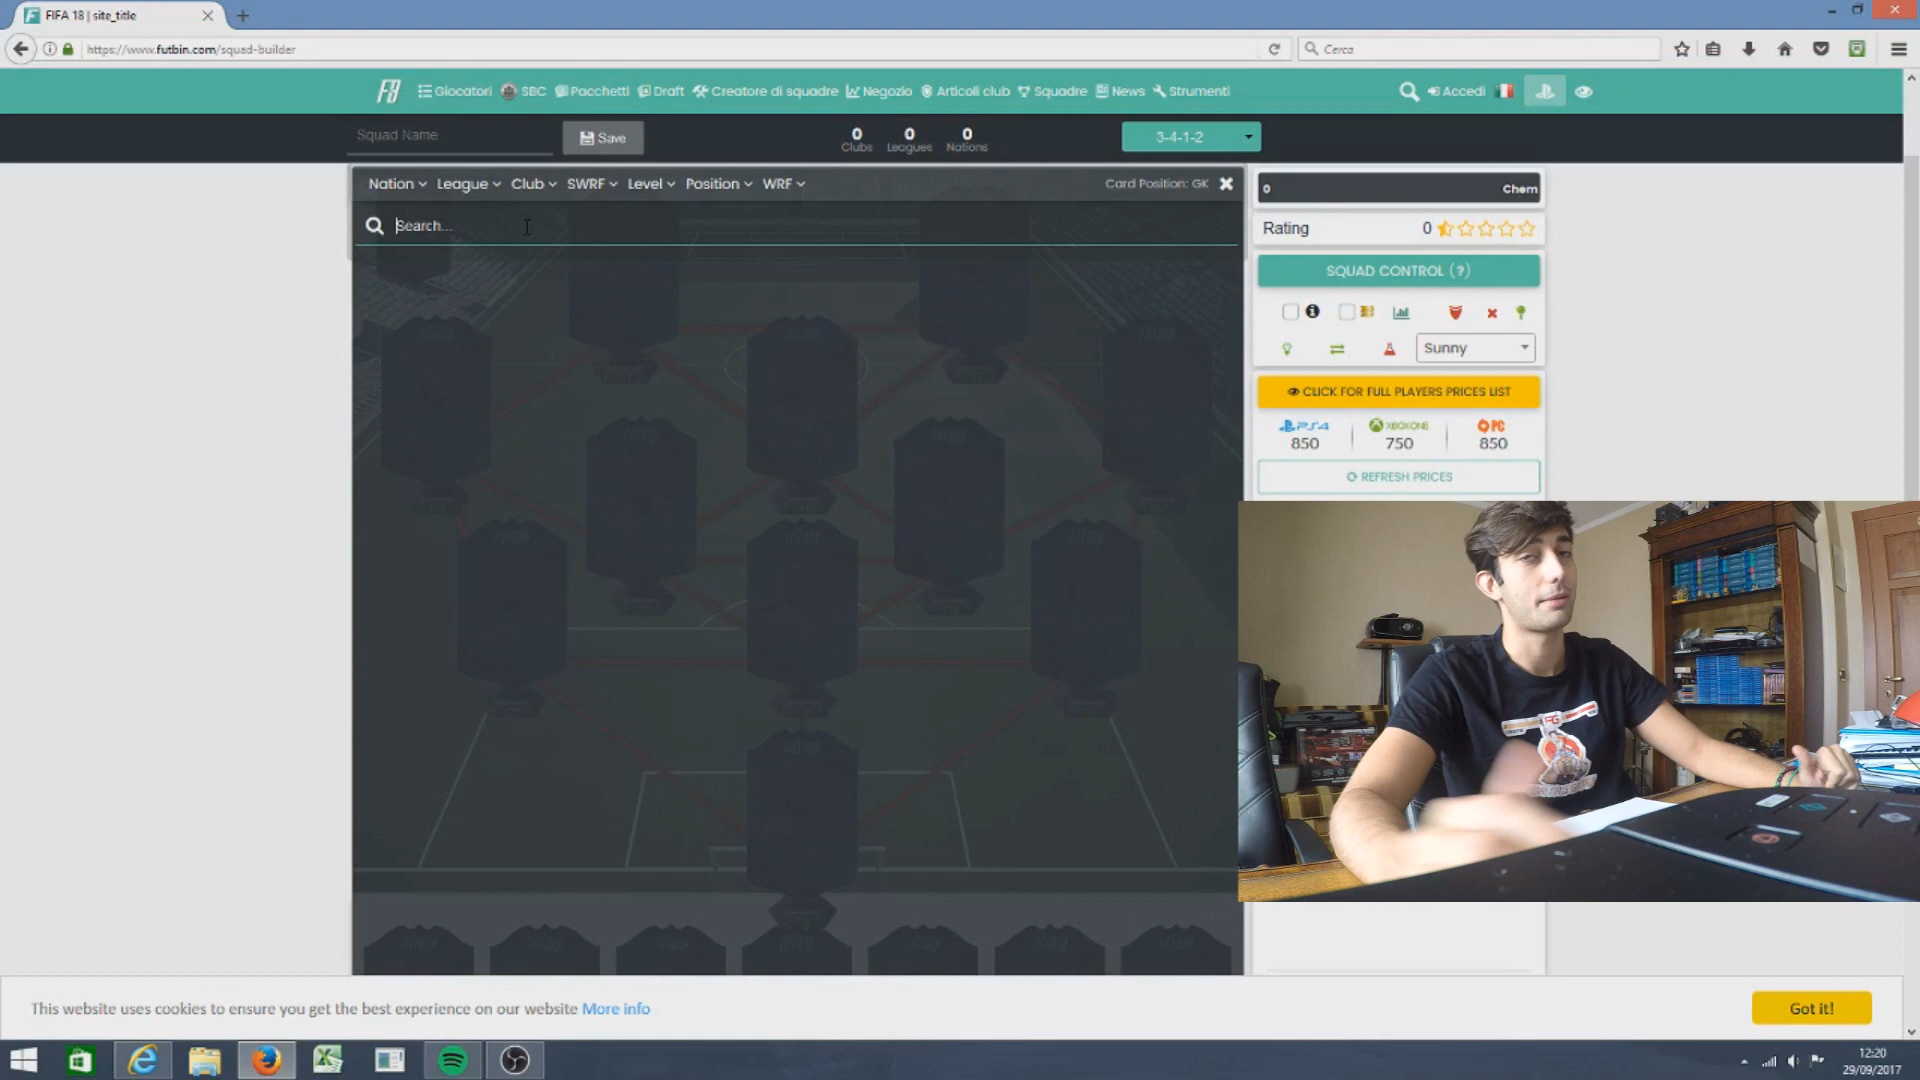 FIFA 18 | site_title
https://www.futbin.com/squad-builder
Cerca
F8 Giocatori SBC Pacchetti Draft Creatore di squadre Negozio Articoli club Squadre News Strumenti Accedi
Squad Name
Save
0 Clubs
0 Leagues
0 Nations
3-4-1-2
Nation League Club SWRF Level Position WRF
Card Position: GK
Search...
0 Chem
Rating 0
SQUAD CONTROL (?)
Sunny
CLICK FOR FULL PLAYERS PRICES LIST
PS4 XBOXONE PC
850 750 850
REFRESH PRICES
This website uses cookies to ensure you get the best experience on our website More info
Got it!
12:20
29/09/2017